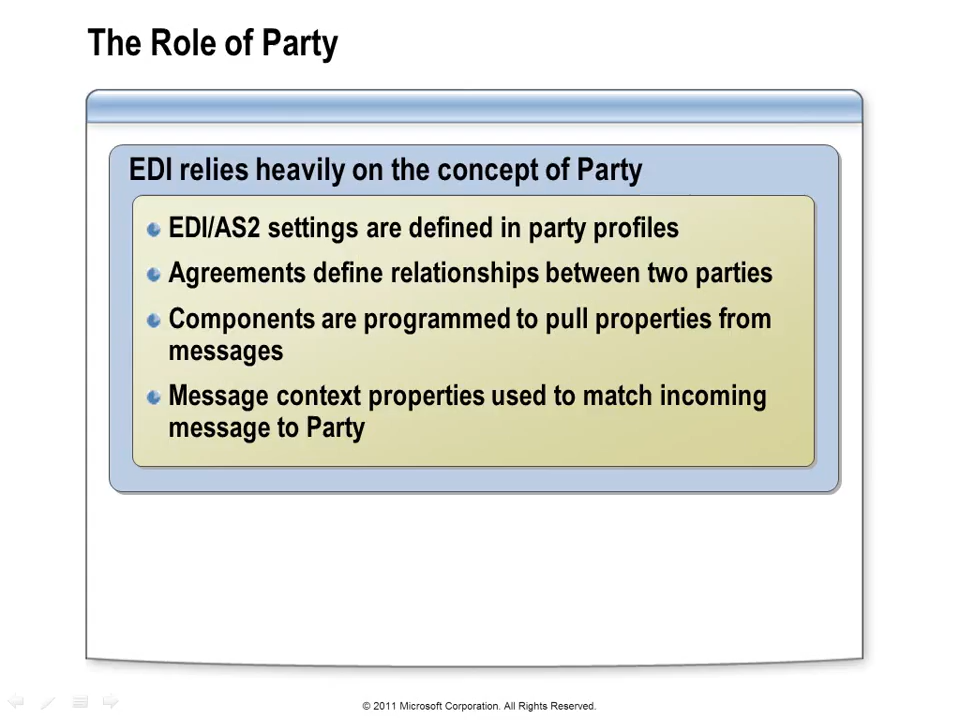 The Role of Party
EDI relies heavily on the concept of Party
EDI/AS2 settings are defined in party profiles
Agreements define relationships between two parties
Components are programmed to pull properties from
messages
Message context properties used to match incoming
message to Party
© 2011 Microsoft Corporation. All Rights Reserved.